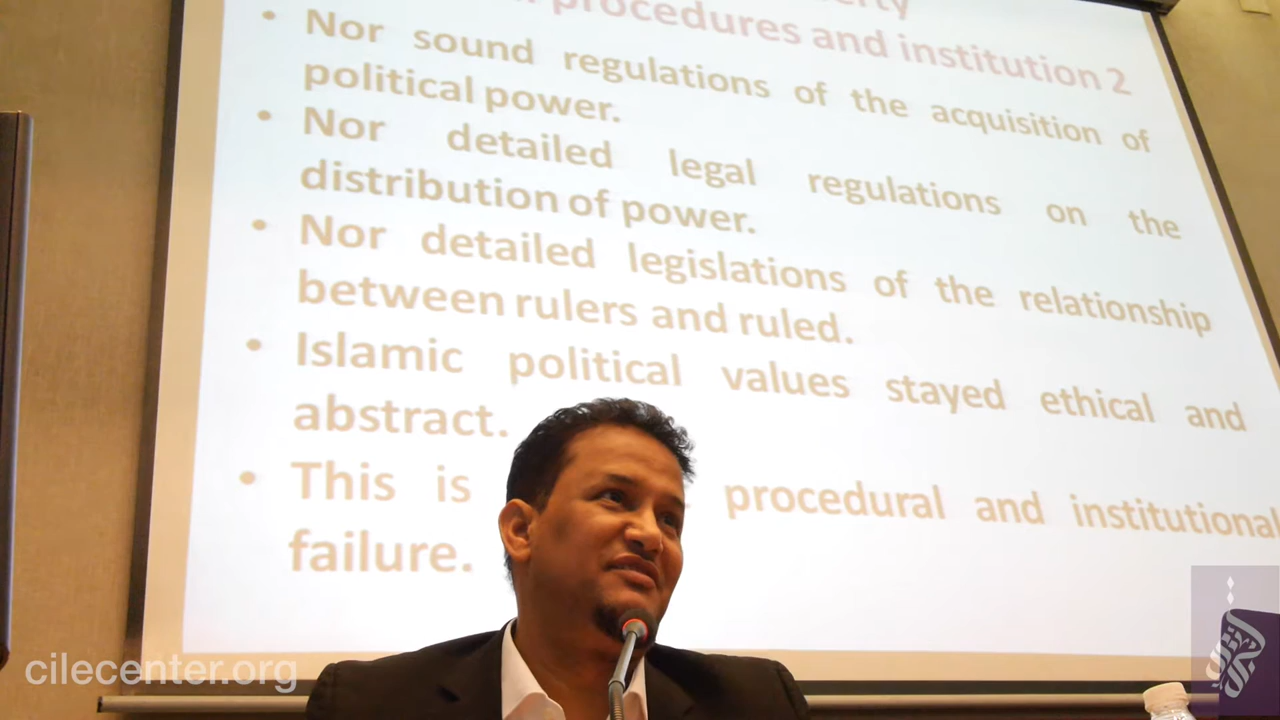 procedures and institution 2
• Nor sound regulations of the acquisition of
political power.
• Nor detailed legal regulations on the
distribution of power.
• Nor detailed legislations of the relationship
between rulers and ruled.
• Islamic political values stayed ethical and
abstract.
• This is procedural and institutional
failure.
cilecenter.org